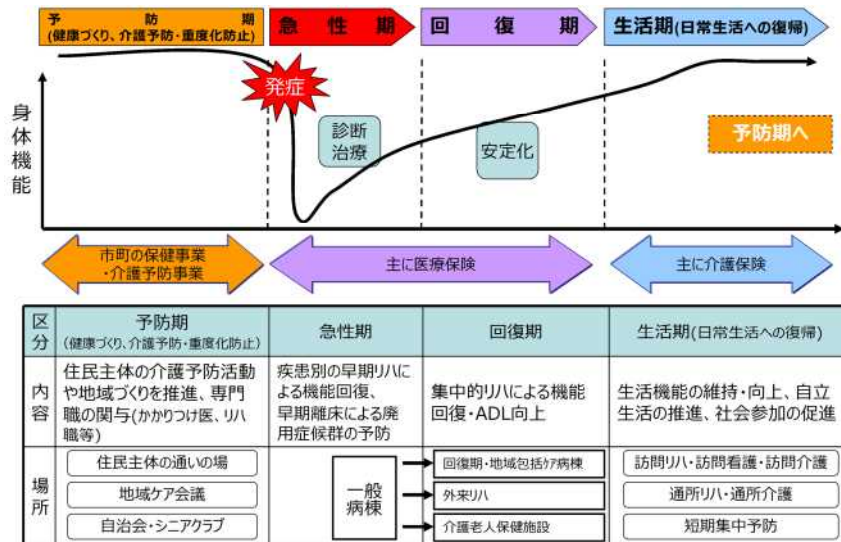 予　防　期
(健康づくり、介護予防・重度化防止)
急　性　期
回　復　期
生活期(日常生活への復帰)
発症
身体機能
診断
治療
安定化
予防期へ
市町の保健事業
・介護予防事業
主に医療保険
主に介護保険
区分
予防期
(健康づくり、介護予防・重度化防止)
急性期
回復期
生活期(日常生活への復帰)
内容
住民主体の介護予防活動
や地域づくりを推進、専門
職の関与(かかりつけ医、リハ
職等)
疾患別の早期リハに
よる機能回復、
早期離床による廃
用症候群の予防
集中的リハによる機能
回復・ADL向上
生活機能の維持・向上、自立
生活の推進、社会参加の促進
場所
住民主体の通いの場
地域ケア会議
自治会・シニアクラブ
一般
病棟
回復期・地域包括ケア病棟
外来リハ
介護老人保健施設
訪問リハ・訪問看護・訪問介護
通所リハ・通所介護
短期集中予防